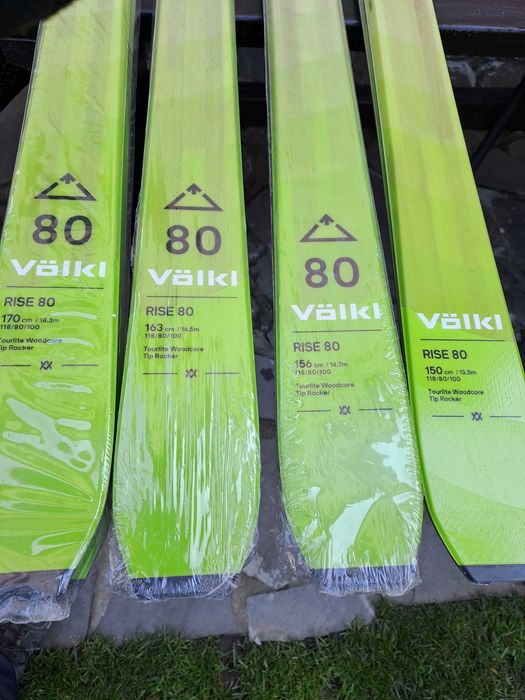 80
Völkl
RISE 80
170 cm / 18.3m
118/80/100
Tourlite Woodcore
Tip Rocker
80
Völkl
RISE 80
163 cm / 16.5m
118/80/100
Tourlite Woodcore
Tip Rocker
80
Völkl
RISE 80
156 cm / 14.7m
118/80/100
Tourlite Woodcore
Tip Rocker
Völkl
RISE 80
150 cm / 13.5m
118/80/100
Tourlite Woodcore
Tip Rocker